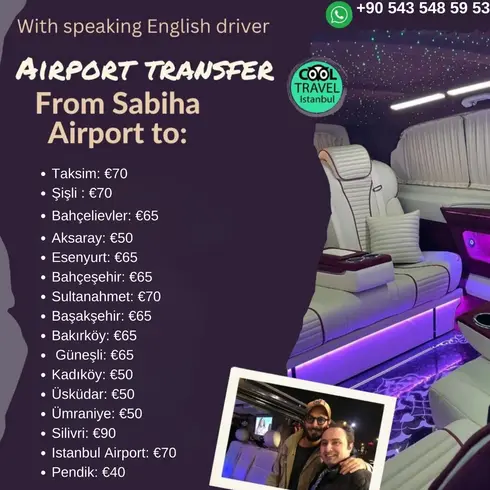 +90 543 548 59 53
With speaking English driver
AIRPORT TRANSFER
COOL
TRAVEL
Istanbul
From Sabiha
Airport to:
• Taksim: €70
• Şişli : €70
• Bahçelievler: €65
• Aksaray: €50
• Esenyurt: €65
• Bahçeşehir: €65
• Sultanahmet: €70
• Başakşehir: €65
• Bakırköy: €65
• Güneşli: €65
• Kadıköy: €50
• Üsküdar: €50
• Ümraniye: €50
• Silivri: €90
• Istanbul Airport: €70
• Pendik: €40